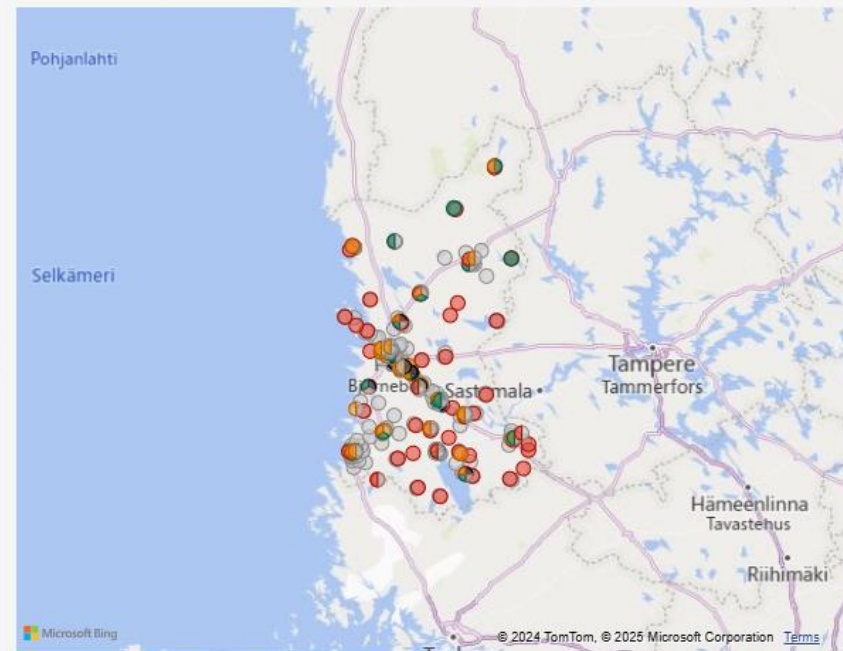 Pohjanlahti
Selkämeri
Tampere
Tammerfors
Sastamala
Hämeenlinna
Tavastehus
Riihimäki
Microsoft Bing
© 2024 TomTom, © 2025 Microsoft Corporation Terms